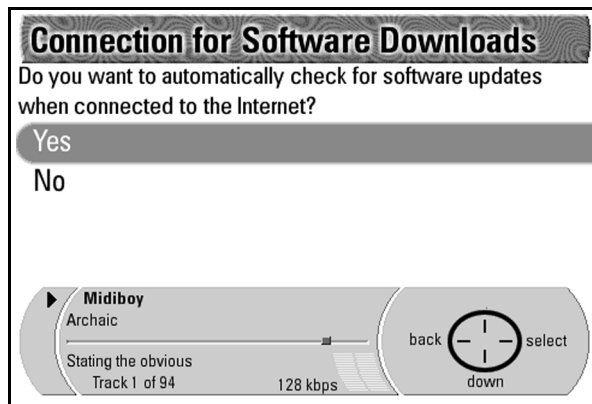 Connection for Software Downloads
Do you want to automatically check for software updates
when connected to the Internet?
Yes
No
Midiboy
Archaic
Stating the obvious
Track 1 of 94
128 kbps
back
select
down